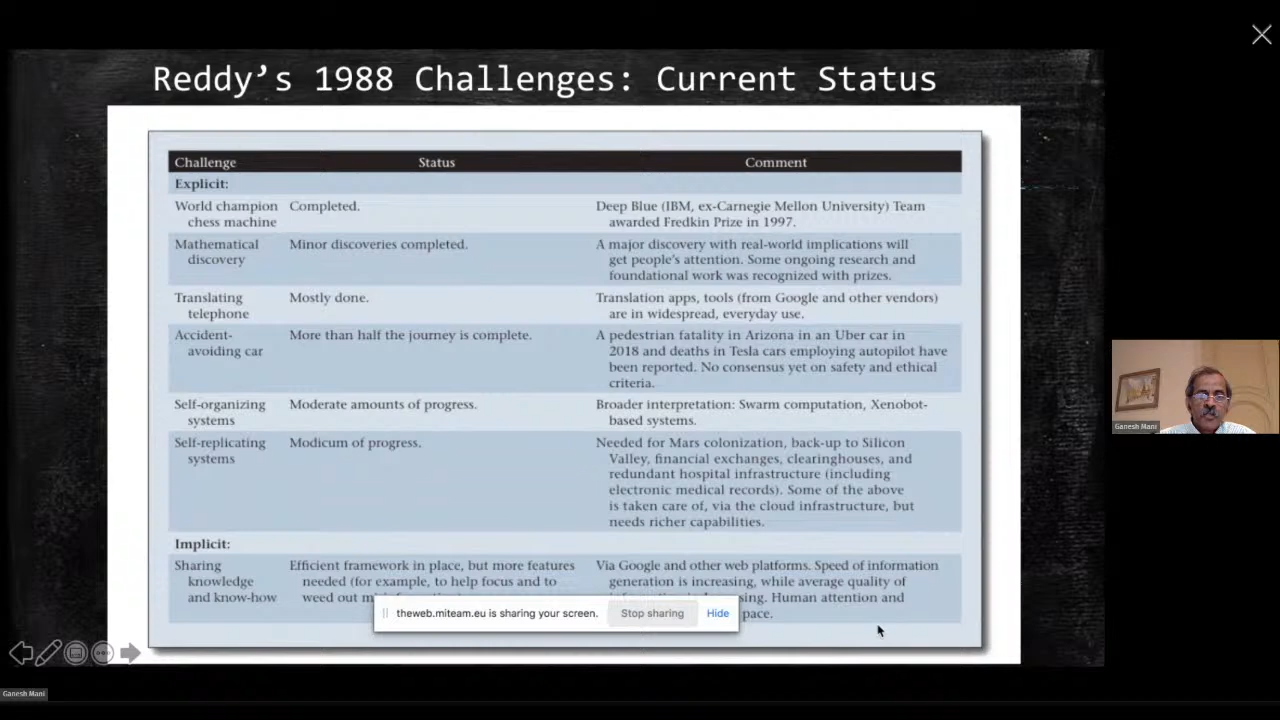 Reddy's 1988 Challenges: Current Status
Challenge Status Comment
Explicit:
World champion chess machine
Completed.
Deep Blue (IBM, ex-Carnegie Mellon University) Team
awarded Fredkin Prize in 1997.
Mathematical
discovery
Minor discoveries completed.
A major discovery with real-world implications will
get people's attention. Some ongoing research and
foundational work was recognized with prizes.
Translating
telephone
Mostly done.
Translation apps, tools (from Google and other vendors)
are in widespread, everyday use.
Accident-
avoiding car
More than half the journey is complete.
A pedestrian fatality in Arizona in an Uber car in
2018 and deaths in Tesla cars employing autopilot have
been reported. No consensus yet on safety and ethical
criteria.
Self-organizing
systems
Moderate amounts of progress.
Broader interpretation: Swarm computation, Xenobot-
based systems.
Self-replicating
systems
Modicum of progress.
Needed for Mars colonization, back-up to Silicon
Valley, financial exchanges, clearinghouses, and
redundant hospital infrastructure (including
electronic medical records). Some of the above
is taken care of, via the cloud infrastructure, but
needs richer capabilities.
Implicit:
Sharing
knowledge
and know-how
Efficient framework in place, but more features
needed (for example, to help focus and to
weed out
Via Google and other web platforms. Speed of information
generation is increasing, while average quality of
Human attention and
pace.
theweb.miteam.eu is sharing your screen. Stop sharing Hide
Ganesh Mani
Ganesh Mani